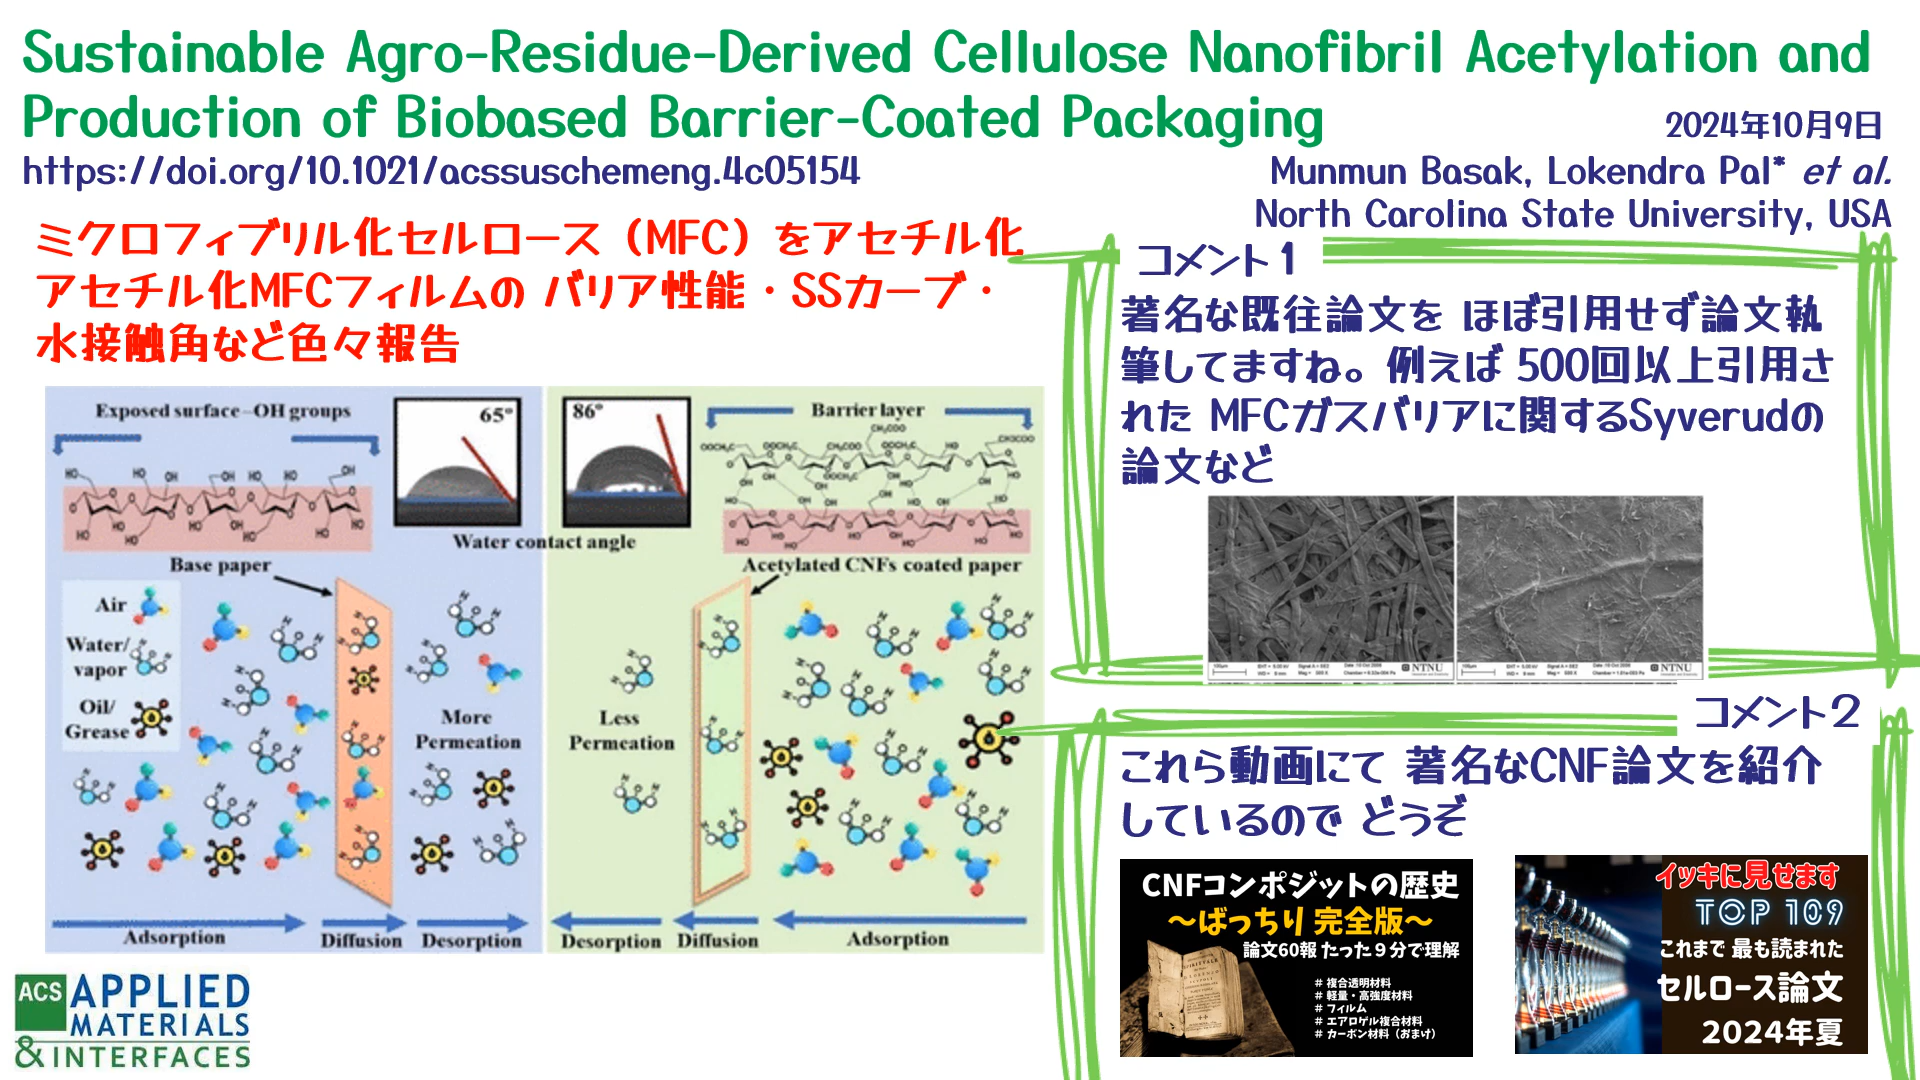 Sustainable Agro-Residue-Derived Cellulose Nanofibril Acetylation and
Production of Biobased Barrier-Coated Packaging
2024年10月9日
https://doi.org/10.1021/acssuschemeng.4c05154
Munmun Basak, Lokendra Pal* et al.
North Carolina State University, USA
ミクロフィブリル化セルロース（MFC）をアセチル化
アセチル化MFCフィルムの バリア性能・SSカーブ・
水接触角など色々報告
Exposed surface–OH groups
65°
86°
Barrier layer
Water contact angle
Base paper
Acetylated CNFs coated paper
Air
Water/
vapor
Oil/
Grease
More
Permeation
Less
Permeation
Adsorption
Diffusion
Desorption
Desorption
Diffusion
Adsorption
ACS APPLIED
MATERIALS
& INTERFACES
コメント1
著名な既往論文を ほぼ引用せず論文執
筆してますね。例えば 500回以上引用さ
れた MFCガスバリアに関するSyverudの
論文など
NTNU
NTNU
コメント2
これら動画にて 著名なCNF論文を紹介
しているので どうぞ
CNFコンポジットの歴史
～ばっちり 完全版～
論文60報 たった９分で理解
# 複合透明材料
# 軽量・高強度材料
# フィルム
# エアロゲル複合材料
# カーボン材料（おまけ）
イッキに見せます
TOP 109
これまで 最も読まれた
セルロース論文
2024年夏